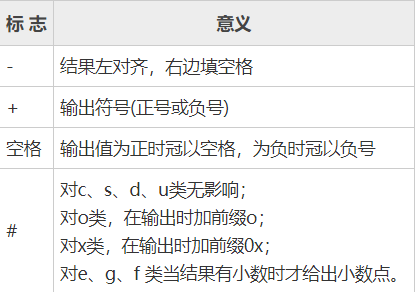 标 志 意义
- 结果左对齐，右边填空格
+ 输出符号(正号或负号)
空格 输出值为正时冠以空格，为负时冠以负号
对c、s、d、u类无影响；
对o类，在输出时加前缀o；
# 对x类，在输出时加前缀0x；
对e、g、f 类当结果有小数时才给出小数点。